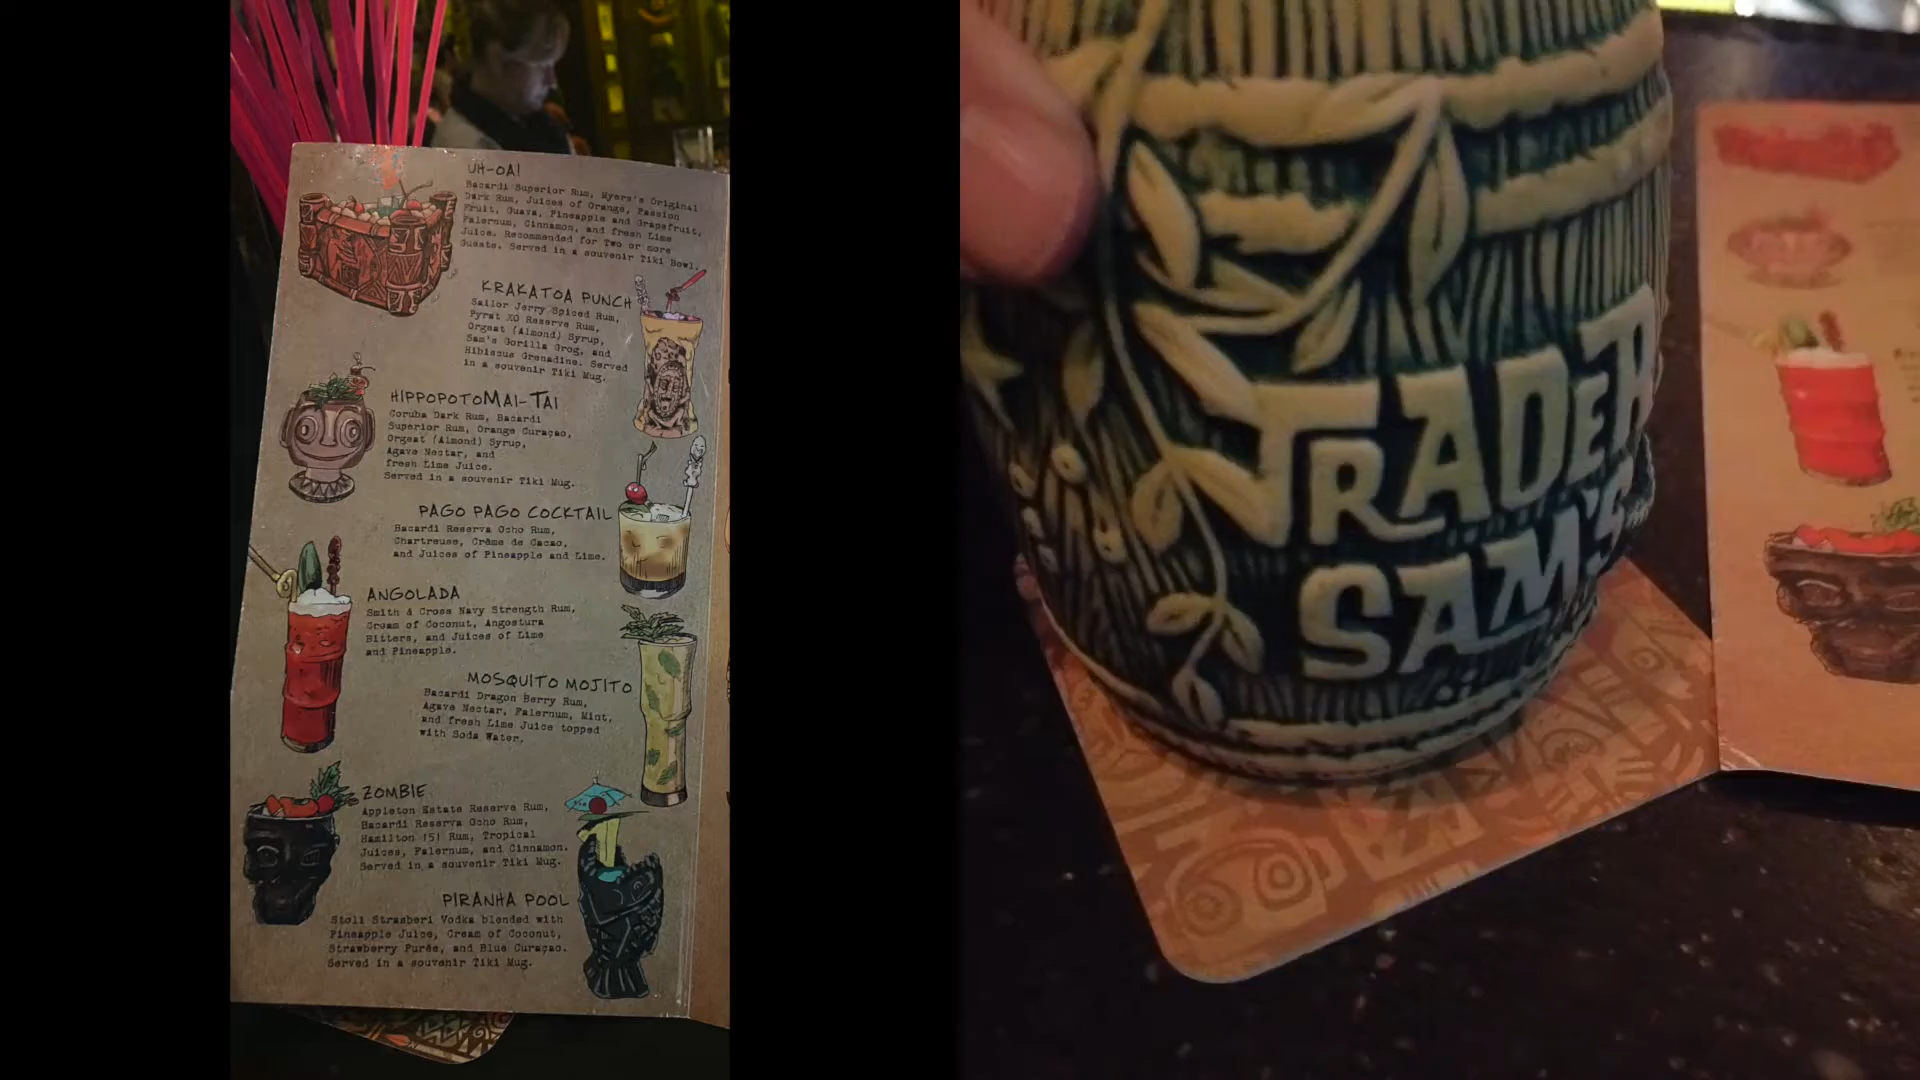 UH-OA!
Bacardi Superior Rum, Myers's Original
Dark Rum, Juices of Orange, Passion
Fruit, Guava, Pineapple and Grapefruit,
Falernum, Cinnamon, and fresh Lime
Juice. Recommended for Two or more
Guests. Served in a souvenir Tiki Bowl.
KRAKATOA PUNCH
Sailor Jerry Spiced Rum,
Pyrat XO Reserve Rum,
Orgeat (Almond) Syrup,
Sam's Gorilla Grog, and
Hibiscus Grenadine. Served
in a souvenir Tiki Mug.
HIPPOPOTOMAI-TAI
Coruba Dark Rum, Bacardi
Superior Rum, Orange Curaçao,
Orgeat (Almond) Syrup,
Agave Nectar, and
fresh Lime Juice.
Served in a souvenir Tiki Mug.
PAGO PAGO COCKTAIL
Bacardi Reserva Ocho Rum,
Chartreuse, Crème de Cacao,
and Juices of Pineapple and Lime.
ANGOLADA
Smith & Cross Navy Strength Rum,
Cream of Coconut, Angostura
Bitters, and Juices of Lime
and Pineapple.
MOSQUITO MOJITO
Bacardi Dragon Berry Rum,
Agave Nectar, Falernum, Mint,
and fresh Lime Juice topped
with Soda Water.
ZOMBIE
Appleton Estate Reserve Rum,
Bacardi Reserva Ocho Rum,
Hamilton 151 Rum, Tropical
Juices, Falernum, and Cinnamon.
Served in a souvenir Tiki Mug.
PIRANHA POOL
Stoli Strasberi Vodka blended with
Pineapple Juice, Cream of Coconut,
Strawberry Purée, and Blue Curaçao.
Served in a souvenir Tiki Mug.
TRADER
SAM'S